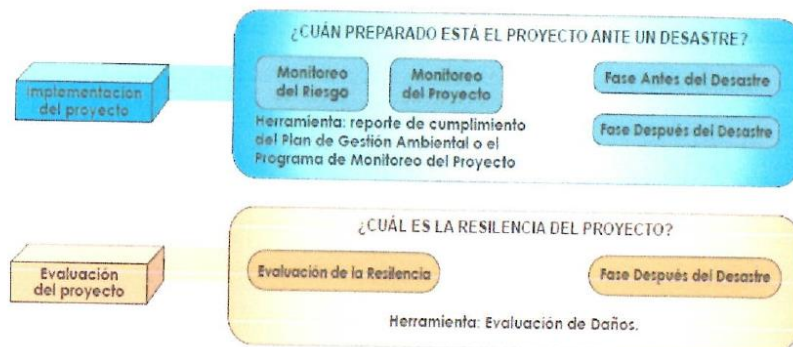 ¿CUÁN PREPARADO ESTÁ EL PROYECTO ANTE UN DESASTRE?
Implementación
del proyecto
Monitoreo
del Riesgo
Monitoreo
del Proyecto
Fase Antes del Desastre
Herramienta: reporte de cumplimiento
del Plan de Gestión Ambiental o el
Programa de Monitoreo del Proyecto
Fase Después del Desastre
¿CUÁL ES LA RESILENCIA DEL PROYECTO?
Evaluación
del proyecto
Evaluación de la Resilencia
Fase Después del Desastre
Herramienta: Evaluación de Daños.